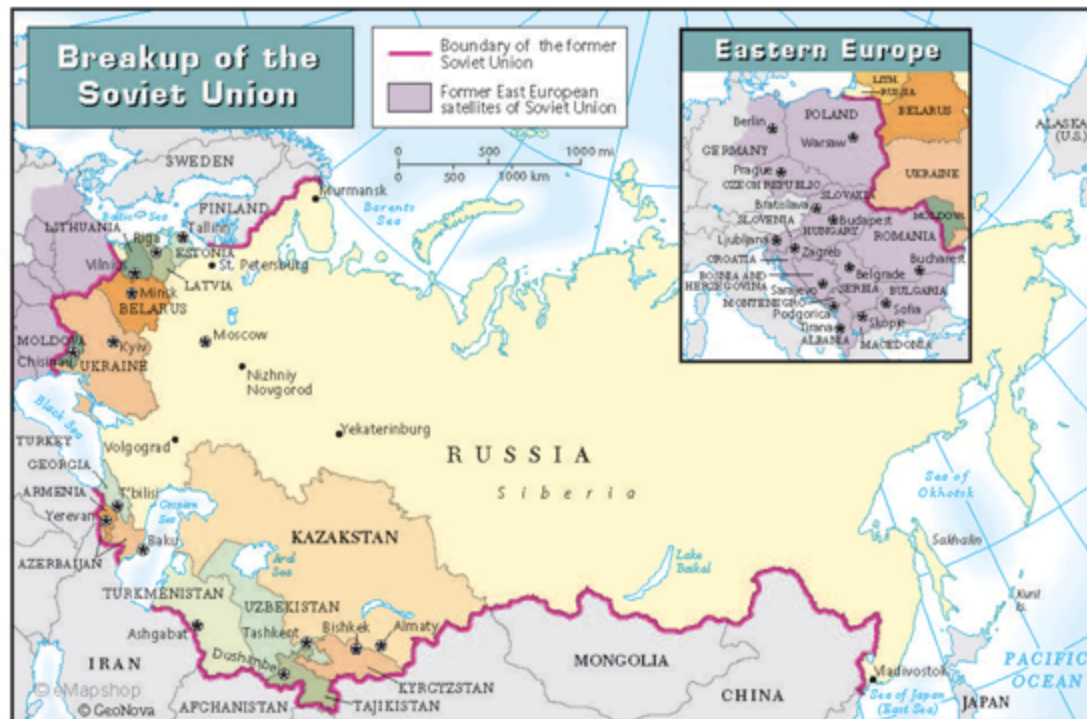 Breakup of the
Soviet Union
Boundary of the former
Soviet Union
Former East European
satellites of Soviet Union
0 500 1000 mi
0 500 1000 km
Eastern Europe
LITH.
RUSSIA
BELARUS
POLAND
Berlin
Warsaw
GERMANY
UKRAINE
Prague
CZECH REPUBLIC
SLOVAKIA
Bratislava
MOLDOVA
SLOVENIA
Budapest
HUNGARY
ROMANIA
Ljubljana
Zagreb
CROATIA
Bucharest
BOSNIA AND
HERZEGOVINA
Belgrade
Sarajevo
SERBIA
BULGARIA
MONTENEGRO
Podgorica
Sofia
Tirana
Skopje
ALBANIA
MACEDONIA
ALASKA
(U.S.)
SWEDEN
FINLAND
Murmansk
Barents
Sea
LITHUANIA
Baltic Sea
Tallinn
Riga
ESTONIA
St. Petersburg
Vilnius
LATVIA
Minsk
BELARUS
MOLDOVA
Kyiv
Moscow
Chisinau
UKRAINE
Nizhniy
Novgorod
Black Sea
Yekaterinburg
TURKEY
Volgograd
RUSSIA
Siberia
GEORGIA
ARMENIA
T'bilisi
Yerevan
Caspian
Sea
Baku
AZERBAIJAN
KAZAKSTAN
Aral
Sea
Lake
Baikal
Sea of
Okhotsk
Sakhalin
Kuril
Is.
TURKMENISTAN
UZBEKISTAN
Ashgabat
Tashkent
Bishkek
Almaty
Dushanbe
IRAN
MONGOLIA
KYRGYZSTAN
CHINA
Vladivostok
PACIFIC
OCEAN
TAJIKISTAN
AFGHANISTAN
Sea of Japan
(East Sea)
JAPAN
© eMapshop
© GeoNova